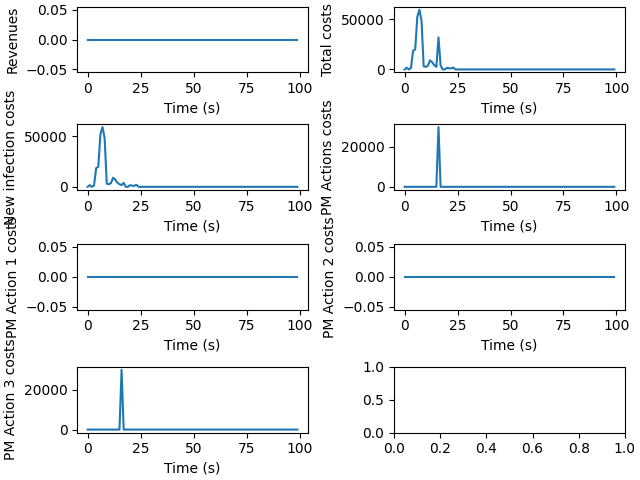 Revenues
0.05
0.00
−0.05
0 25 50 75 100
Time (s)
Total costs
50000
0
0 25 50 75 100
Time (s)
New infection costs
50000
0
0 25 50 75 100
Time (s)
PM Actions costs
20000
0
0 25 50 75 100
Time (s)
PM Action 1 costs
0.05
0.00
−0.05
0 25 50 75 100
Time (s)
PM Action 2 costs
0.05
0.00
−0.05
0 25 50 75 100
Time (s)
PM Action 3 costs
20000
0
0 25 50 75 100
Time (s)
1.0
0.5
0.0
0.0 0.2 0.4 0.6 0.8 1.0